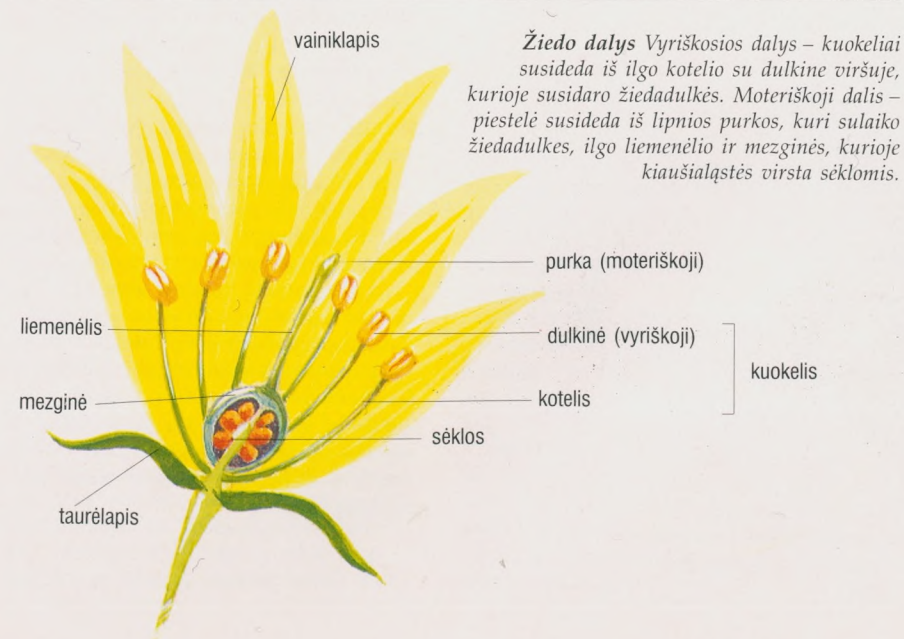 vainiklapis
Žiedo dalys Vyriškosios dalys – kuokeliai
susideda iš ilgo kotelio su dulkine viršuje,
kurioje susidaro žiedadulkės. Moteriškoji dalis –
piestelė susideda iš lipnios purkos, kuri sulaiko
žiedadulkes, ilgo liemenėlio ir mezginės, kurioje
kiaušialąstės virsta sėklomis.
purka (moteriškoji)
liemenėlis
dulkinė (vyriškoji)
kuokelis
mezginė
kotelis
sėklos
taurėlapis